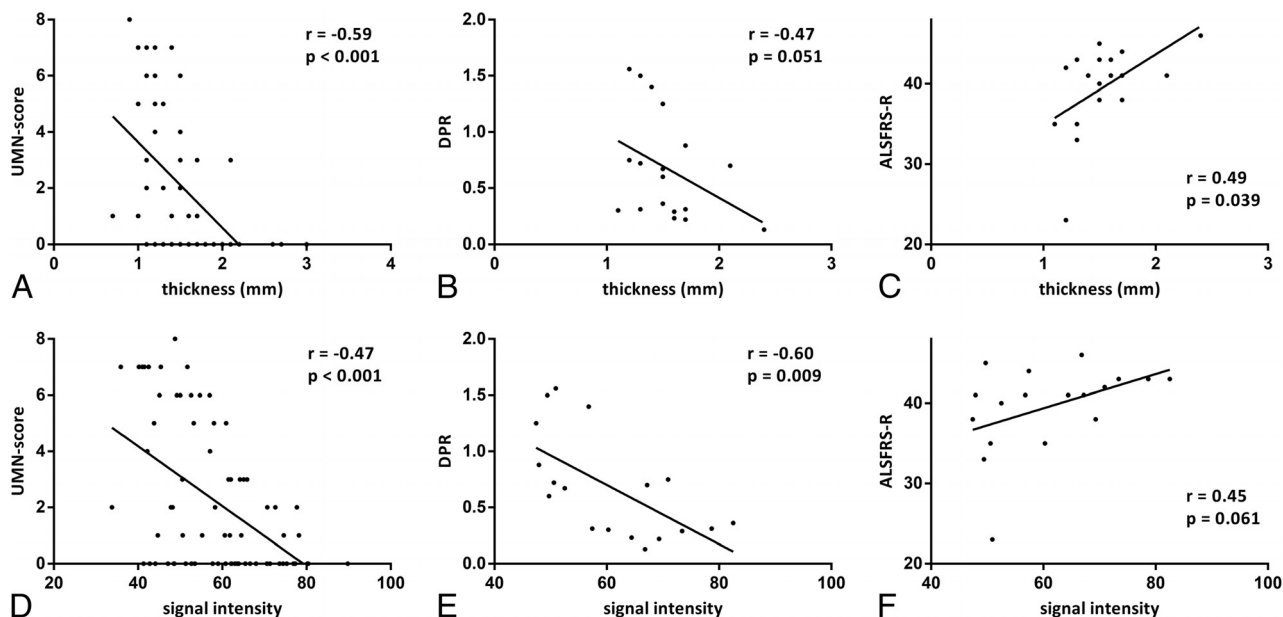 8
6
4
2
0
UMN-score
r = -0.59
p < 0.001
0
1
2
3
4
thickness (mm)
A
2.0
1.5
1.0
0.5
0.0
DPR
r = -0.47
p = 0.051
0
1
2
3
thickness (mm)
B
40
30
20
ALSFRS-R
r = 0.49
p = 0.039
0
1
2
3
thickness (mm)
C
8
6
4
2
0
UMN-score
r = -0.47
p < 0.001
20
40
60
80
100
signal intensity
D
2.0
1.5
1.0
0.5
0.0
DPR
r = -0.60
p = 0.009
40
60
80
100
signal intensity
E
40
30
20
ALSFRS-R
r = 0.45
p = 0.061
40
60
80
100
signal intensity
F